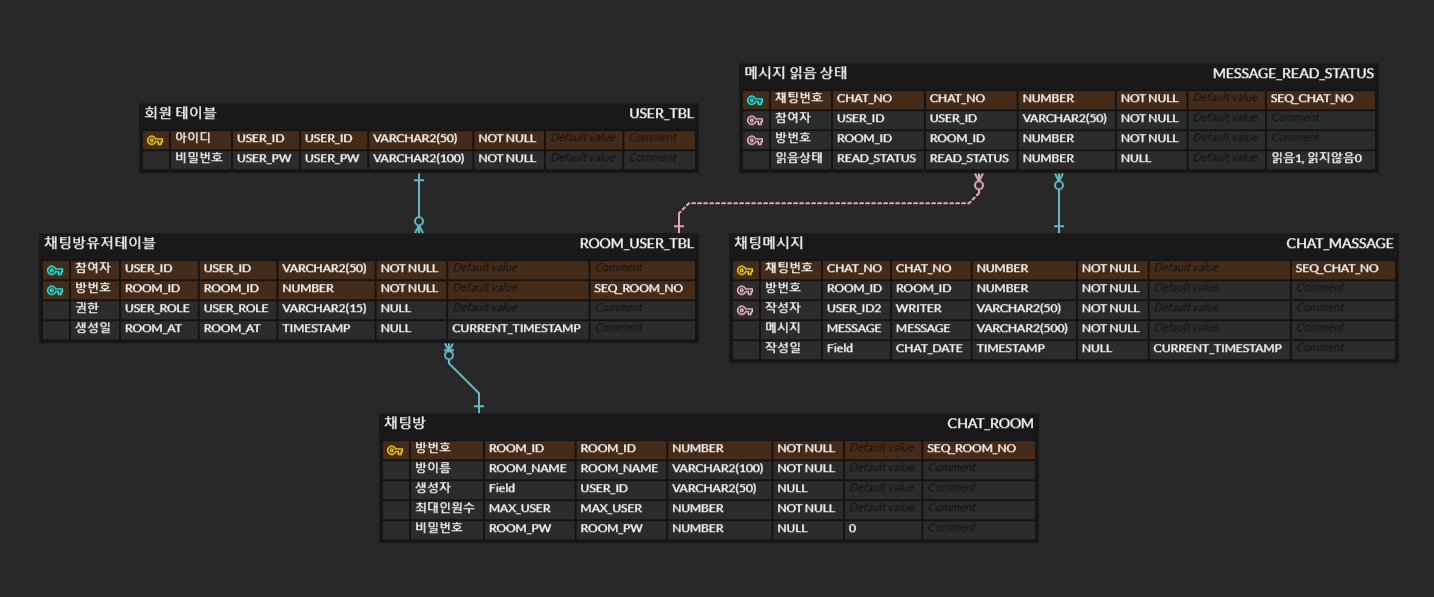 회원 테이블 USER_TBL
아이디 USER_ID USER_ID VARCHAR2(50) NOT NULL Default value Comment
비밀번호 USER_PW USER_PW VARCHAR2(100) NOT NULL Default value Comment
메시지 읽음 상태 MESSAGE_READ_STATUS
채팅번호 CHAT_NO CHAT_NO NUMBER NOT NULL Default value SEQ_CHAT_NO
참여자 USER_ID USER_ID VARCHAR2(50) NOT NULL Default value Comment
방번호 ROOM_ID ROOM_ID NUMBER NOT NULL Default value Comment
읽음상태 READ_STATUS READ_STATUS NUMBER NULL Default value 읽음1, 읽지않음0
채팅방유저테이블 ROOM_USER_TBL
참여자 USER_ID USER_ID VARCHAR2(50) NOT NULL Default value Comment
방번호 ROOM_ID ROOM_ID NUMBER NOT NULL Default value SEQ_ROOM_NO
권한 USER_ROLE USER_ROLE VARCHAR2(15) NULL Default value Comment
생성일 ROOM_AT ROOM_AT TIMESTAMP NULL CURRENT_TIMESTAMP Comment
채팅메시지 CHAT_MASSAGE
채팅번호 CHAT_NO CHAT_NO NUMBER NOT NULL Default value SEQ_CHAT_NO
방번호 ROOM_ID ROOM_ID NUMBER NOT NULL Default value Comment
작성자 USER_ID2 WRITER VARCHAR2(50) NOT NULL Default value Comment
메시지 MESSAGE MESSAGE VARCHAR2(500) NOT NULL Default value Comment
작성일 Field CHAT_DATE TIMESTAMP NULL CURRENT_TIMESTAMP Comment
채팅방 CHAT_ROOM
방번호 ROOM_ID ROOM_ID NUMBER NOT NULL Default value SEQ_ROOM_NO
방이름 ROOM_NAME ROOM_NAME VARCHAR2(100) NOT NULL Default value Comment
생성자 Field USER_ID VARCHAR2(50) NULL Default value Comment
최대인원수 MAX_USER MAX_USER NUMBER NOT NULL Default value Comment
비밀번호 ROOM_PW ROOM_PW NUMBER NULL 0 Comment